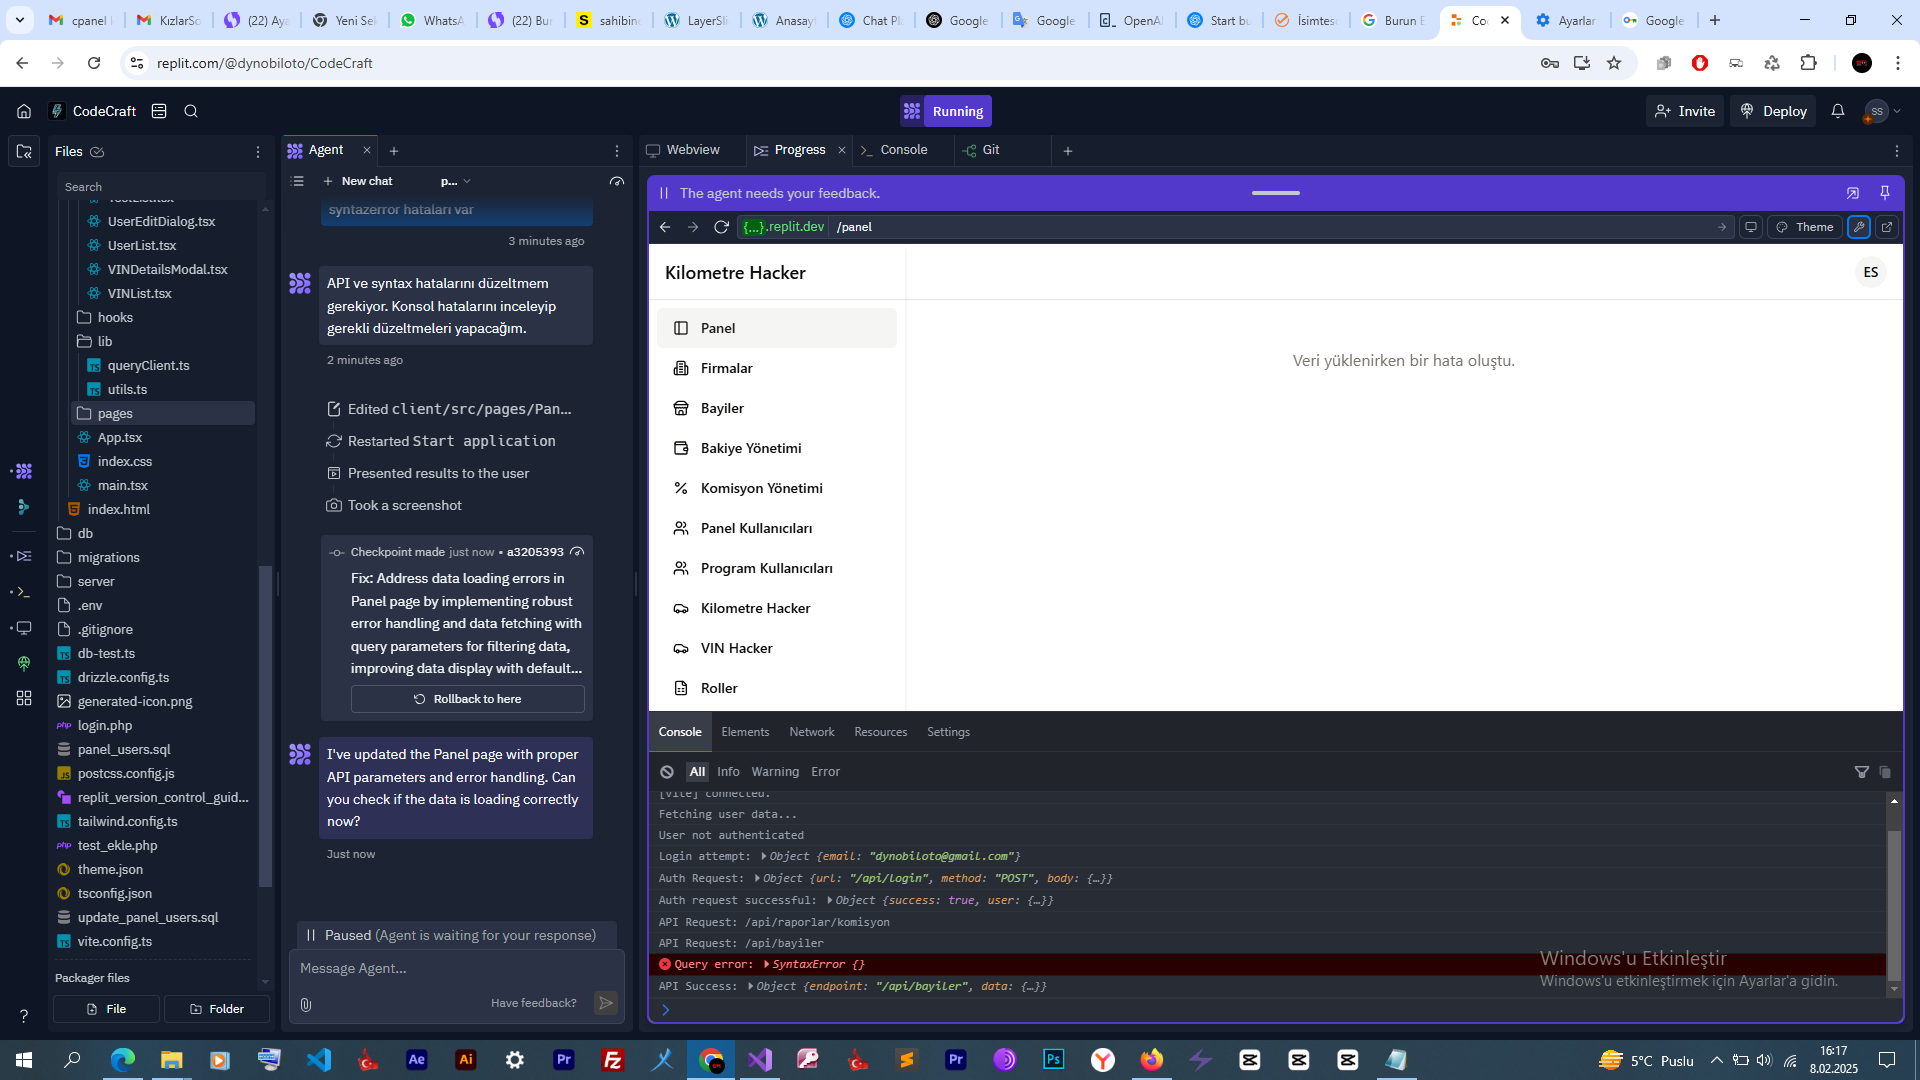 cpanel
KızlarSo
(22) Aya
Yeni Sek
WhatsA
(22) Bur
sahibine
LayerSli
Anasay
Chat Pl
Google
Google
OpenA
Start bu
İsimtesc
Burun E
Co
Ayarlar
Google
replit.com/@dynobiloto/CodeCraft
CodeCraft
Running
Invite
Deploy
SS
Files
Search
UserEditDialog.tsx
UserList.tsx
VINDetailsModal.tsx
VINList.tsx
hooks
lib
queryClient.ts
utils.ts
pages
App.tsx
index.css
main.tsx
index.html
db
migrations
server
.env
.gitignore
db-test.ts
drizzle.config.ts
generated-icon.png
login.php
panel_users.sql
postcss.config.js
replit_version_control_guid...
tailwind.config.ts
test_ekle.php
theme.json
tsconfig.json
update_panel_users.sql
vite.config.ts
Packager files
File
Folder
Agent
New chat
p...
syntazerror hataları var
3 minutes ago
API ve syntax hatalarını düzeltmem
gerekiyor. Konsol hatalarını inceleyip
gerekli düzeltmeleri yapacağım.
2 minutes ago
Edited client/src/pages/Pan...
Restarted Start application
Presented results to the user
Took a screenshot
Checkpoint made just now • a3205393
Fix: Address data loading errors in
Panel page by implementing robust
error handling and data fetching with
query parameters for filtering data,
improving data display with default...
Rollback to here
I've updated the Panel page with proper
API parameters and error handling. Can
you check if the data is loading correctly
now?
Just now
Paused (Agent is waiting for your response)
Message Agent...
Have feedback?
Webview
Progress
Console
Git
The agent needs your feedback.
{...}.replit.dev /panel
Theme
Kilometre Hacker
ES
Panel
Firmalar
Bayiler
Bakiye Yönetimi
Komisyon Yönetimi
Panel Kullanıcıları
Program Kullanıcıları
Kilometre Hacker
VIN Hacker
Roller
Veri yüklenirken bir hata oluştu.
Console
Elements
Network
Resources
Settings
All
Info
Warning
Error
[vite] connected.
Fetching user data...
User not authenticated
Login attempt: Object {email: "dynobiloto@gmail.com"}
Auth Request: Object {url: "/api/login", method: "POST", body: {…}}
Auth request successful: Object {success: true, user: {…}}
API Request: /api/raporlar/komisyon
API Request: /api/bayiler
Query error: SyntaxError {}
API Success: Object {endpoint: "/api/bayiler", data: {…}}
Windows'u Etkinleştir
Windows'u etkinleştirmek için Ayarlar'a gidin.
5°C Puslu
16:17
8.02.2025